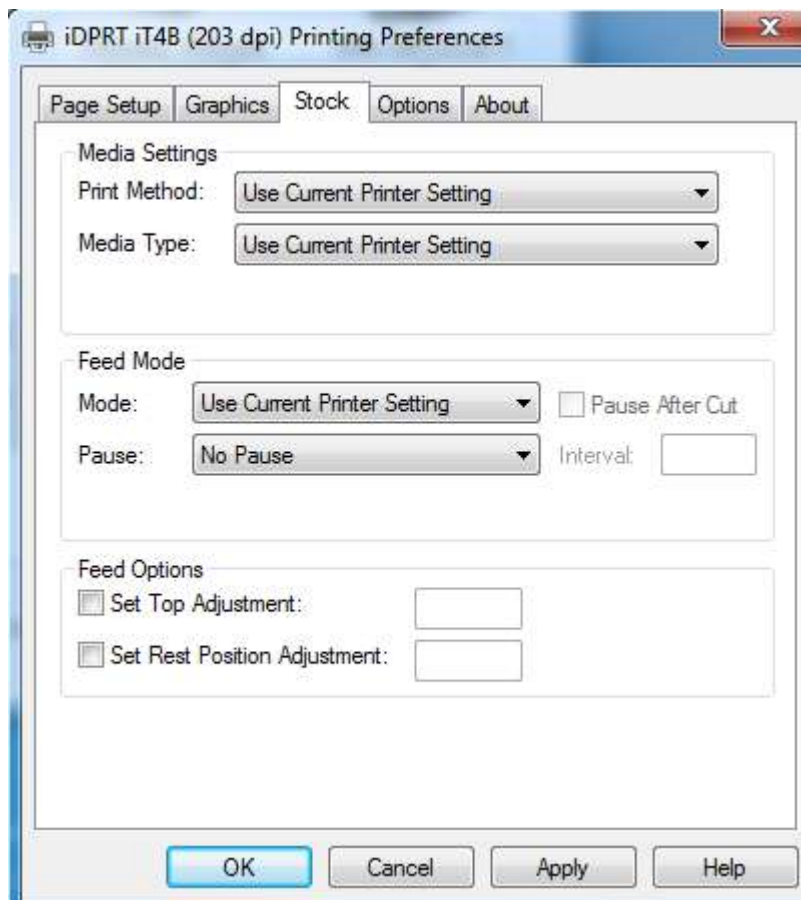 iDPRT iT4B (203 dpi) Printing Preferences
X
Page Setup Graphics Stock Options About
Media Settings
Print Method: Use Current Printer Setting
Media Type: Use Current Printer Setting
Feed Mode
Mode: Use Current Printer Setting Pause After Cut
Pause: No Pause Interval:
Feed Options
Set Top Adjustment:
Set Rest Position Adjustment:
OK Cancel Apply Help